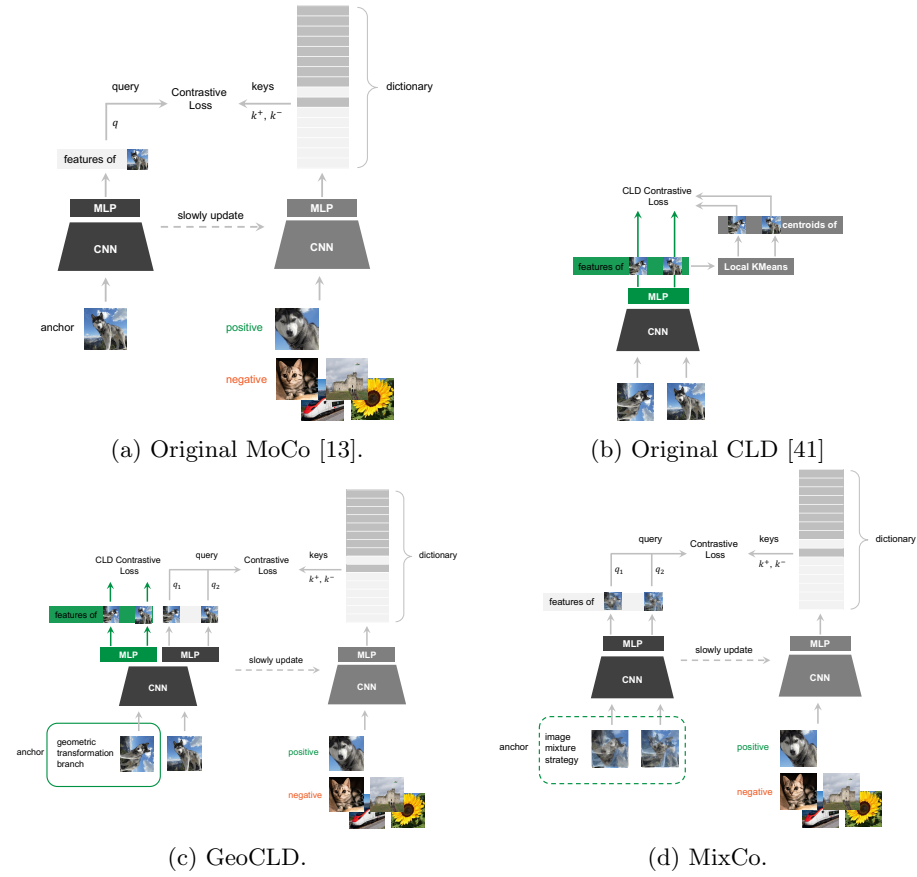 query
keys
Contrastive
Loss
dictionary
q
k⁺, k⁻
features of
MLP
MLP
slowly update
CNN
CNN
anchor
positive
negative
(a) Original MoCo [13].
CLD Contrastive
Loss
centroids of
features of
Local KMeans
MLP
CNN
(b) Original CLD [41]
query
keys
CLD Contrastive
Loss
Contrastive
Loss
dictionary
q₁
q₂
k⁺, k⁻
features of
MLP
MLP
MLP
slowly update
CNN
CNN
anchor
geometric
transformation
branch
positive
negative
(c) GeoCLD.
query
keys
Contrastive
Loss
dictionary
q₁
q₂
k⁺, k⁻
features of
MLP
MLP
slowly update
CNN
CNN
anchor
image
mixture
strategy
positive
negative
(d) MixCo.